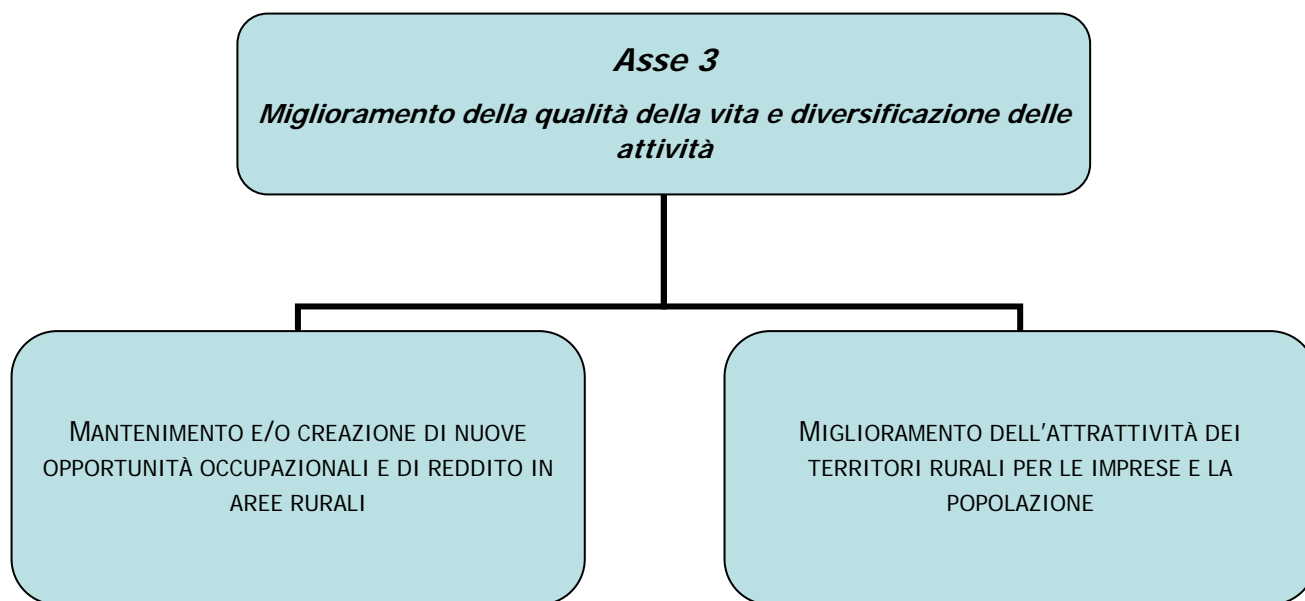 Asse 3
Miglioramento della qualità della vita e diversificazione delle
attività
MANTENIMENTO E/O CREAZIONE DI NUOVE
OPPORTUNITÀ OCCUPAZIONALI E DI REDDITO IN
AREE RURALI
MIGLIORAMENTO DELL'ATTRATTIVITÀ DEI
TERRITORI RURALI PER LE IMPRESE E LA
POPOLAZIONE